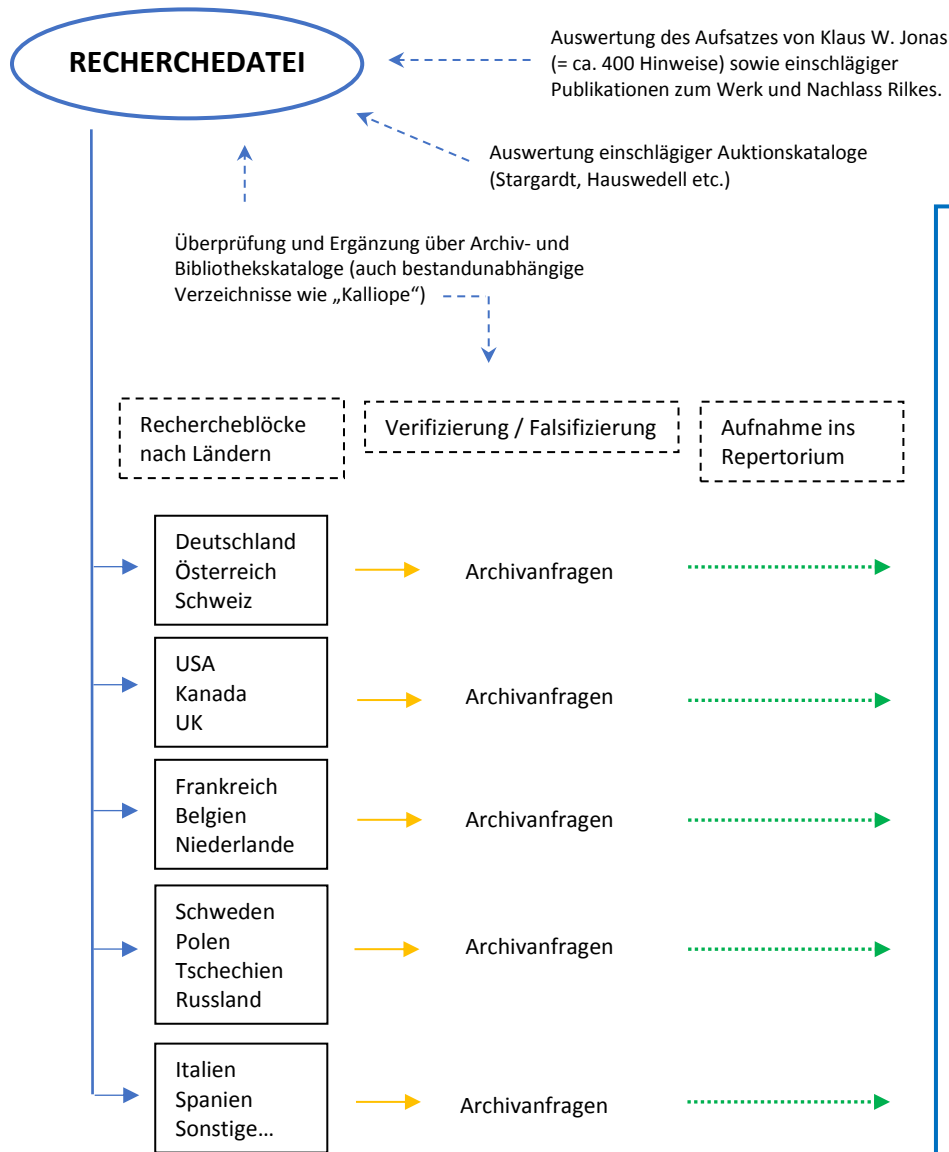 RECHERCHEDATEI
Auswertung des Aufsatzes von Klaus W. Jonas
(= ca. 400 Hinweise) sowie einschlägiger
Publikationen zum Werk und Nachlass Rilkes.
Auswertung einschlägiger Auktionskataloge
(Stargardt, Hauswedell etc.)
Überprüfung und Ergänzung über Archiv- und
Bibliothekskataloge (auch bestandunabhängige
Verzeichnisse wie „Kalliope“)
Rechercheblöcke
nach Ländern
Verifizierung / Falsifizierung
Aufnahme ins
Repertorium
Deutschland
Österreich
Schweiz
Archivanfragen
USA
Kanada
UK
Archivanfragen
Frankreich
Belgien
Niederlande
Archivanfragen
Schweden
Polen
Tschechien
Russland
Archivanfragen
Italien
Spanien
Sonstige…
Archivanfragen